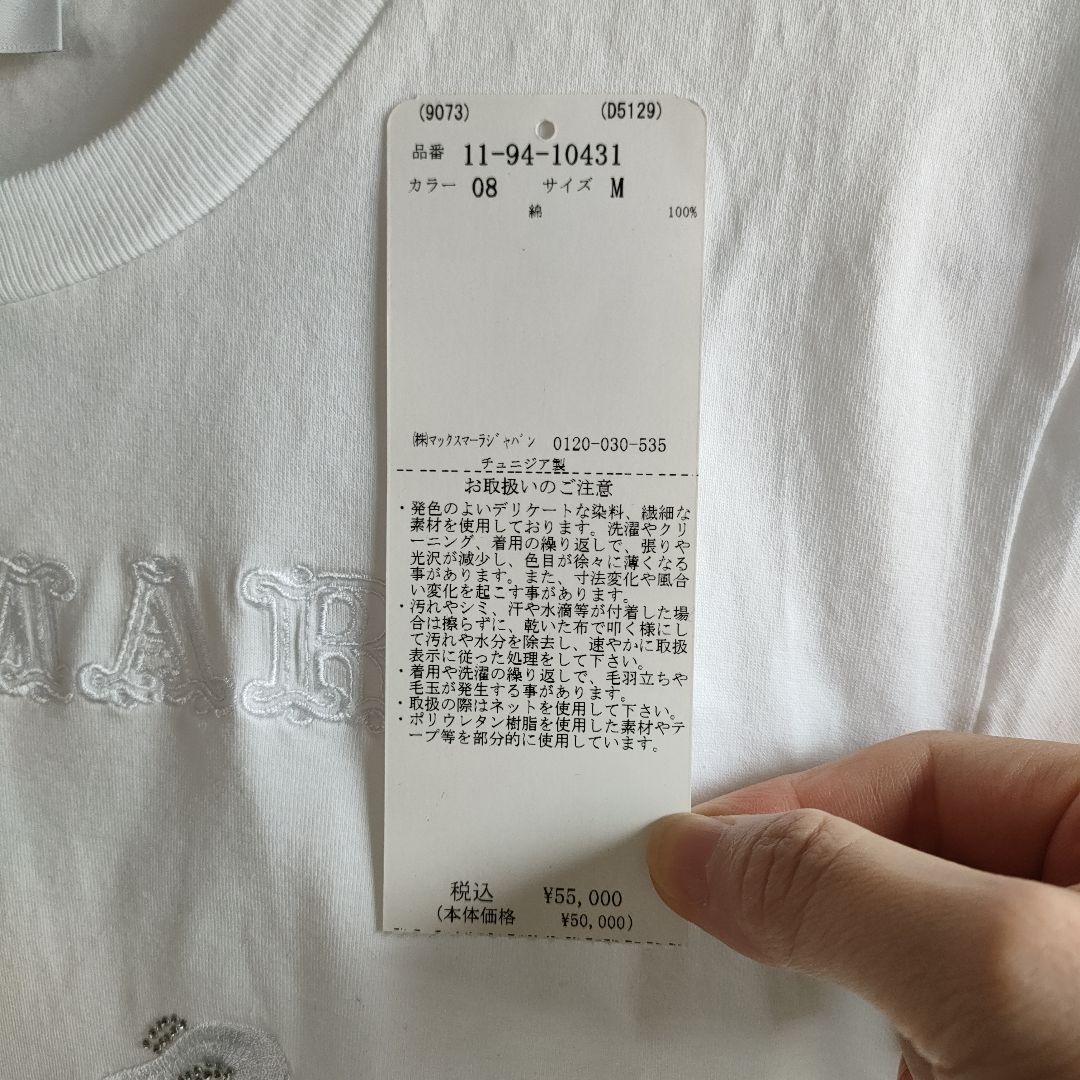 (9073) (D5129)
品番 11-94-10431
カラー 08 サイズ M
綿 100%
㈱マックスマーラジャパン 0120-030-535
チュニジア製
お取扱いのご注意
・発色のよいデリケートな染料、繊細な
素材を使用しております。洗濯やクリ
ーニング、着用の繰り返しで、張りや
光沢が減少し、色目が徐々に薄くなる
事があります。また、寸法変化や風合
い変化を起こす事があります。
・汚れやシミ、汗や水滴等が付着した場
合は擦らずに、乾いた布で叩く様にし
て汚れや水分を除去し、速やかに取扱
表示に従った処理をして下さい。
・着用や洗濯の繰り返しで、毛羽立ちや
毛玉が発生する事があります。
・取扱の際はネットを使用して下さい。
・ポリウレタン樹脂を使用した素材やテ
ープ等を部分的に使用しています。
MAR
税込 ¥55,000
(本体価格 ¥50,000)